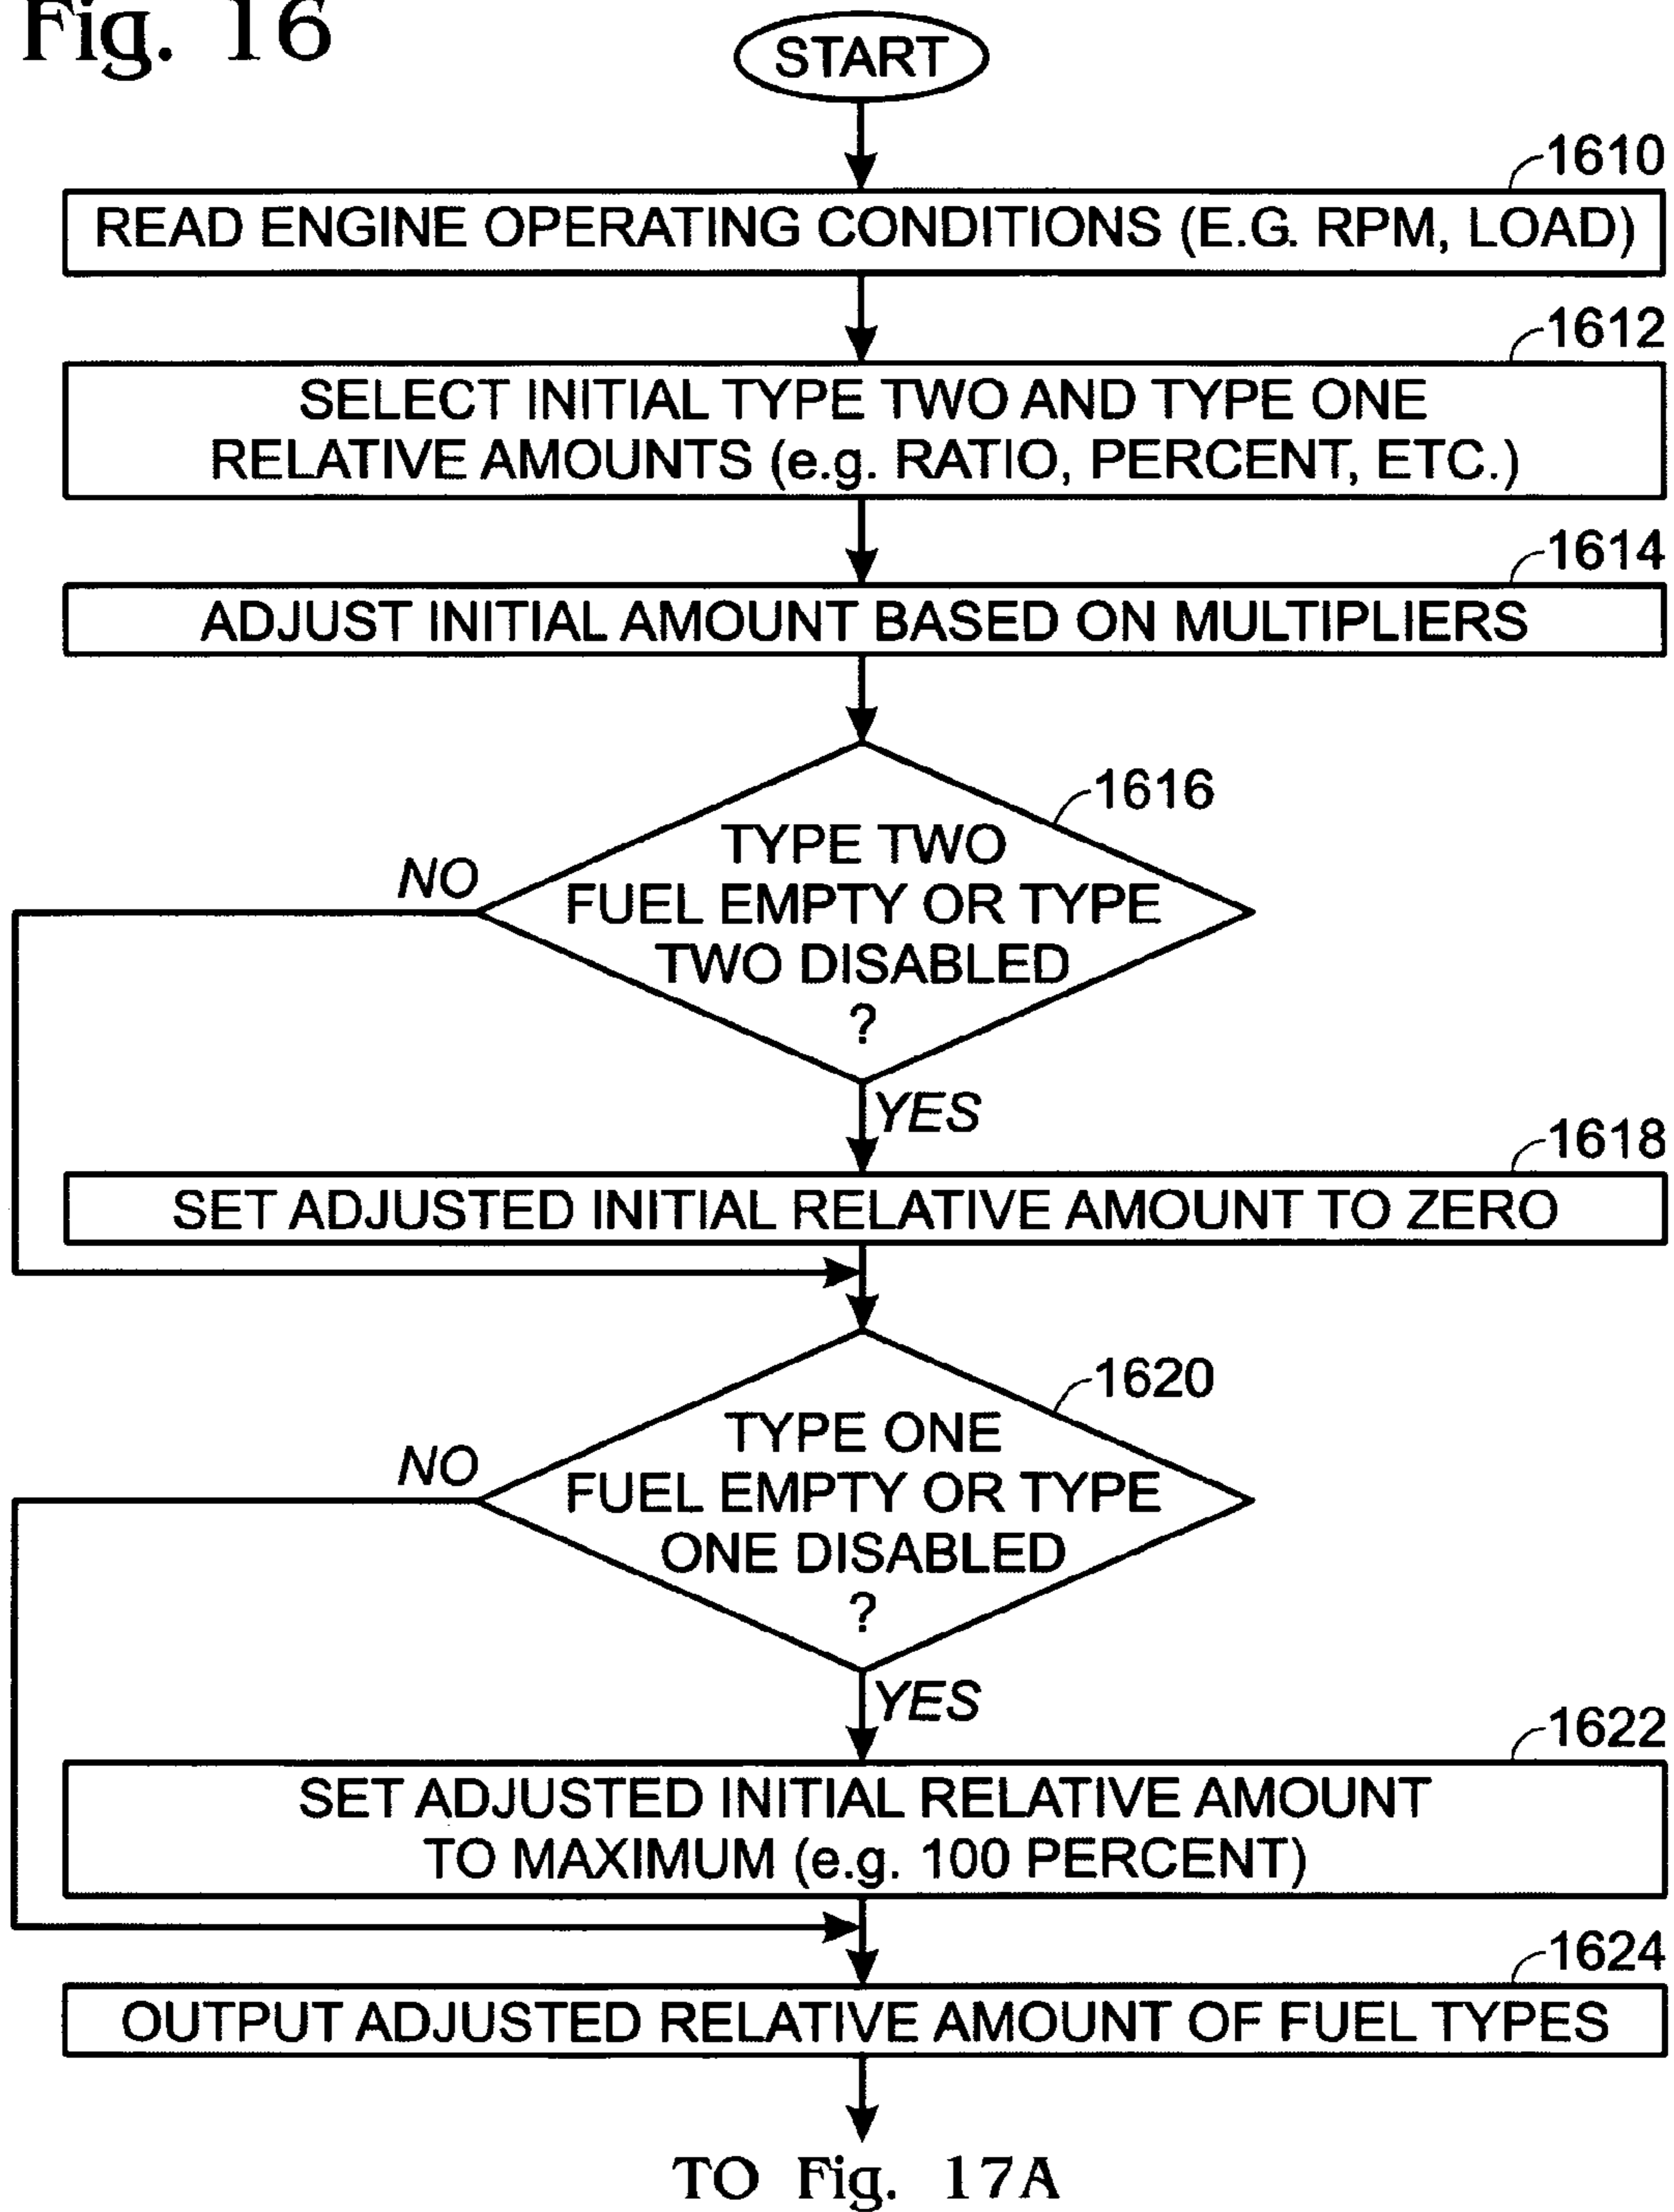 Fig. 16
START
1610
READ ENGINE OPERATING CONDITIONS (E.G. RPM, LOAD)
1612
SELECT INITIAL TYPE TWO AND TYPE ONE
RELATIVE AMOUNTS (e.g. RATIO, PERCENT, ETC.)
1614
ADJUST INITIAL AMOUNT BASED ON MULTIPLIERS
1616
TYPE TWO
FUEL EMPTY OR TYPE
TWO DISABLED
?
NO
YES
1618
SET ADJUSTED INITIAL RELATIVE AMOUNT TO ZERO
1620
TYPE ONE
FUEL EMPTY OR TYPE
ONE DISABLED
?
NO
YES
1622
SET ADJUSTED INITIAL RELATIVE AMOUNT
TO MAXIMUM (e.g. 100 PERCENT)
1624
OUTPUT ADJUSTED RELATIVE AMOUNT OF FUEL TYPES
TO Fig. 17A